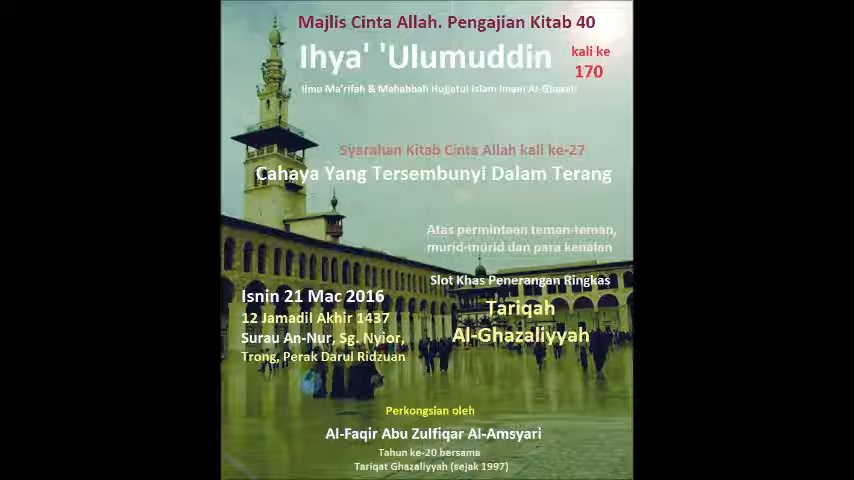 Majlis Cinta Allah. Pengajian Kitab 40
Ihya' 'Ulumuddin
kali ke
170
Ilmu Ma'rifah & Mahabbah Hujjatul Islam Imam Al-Ghazali
Syarahan Kitab Cinta Allah kali ke-27
Cahaya Yang Tersembunyi Dalam Terang
Atas permintaan teman-teman,
murid-murid dan para kenalan
Slot Khas Penerangan Ringkas
Tariqah
Al-Ghazaliyyah
Isnin 21 Mac 2016
12 Jamadil Akhir 1437
Surau An-Nur, Sg. Nyior,
Trong, Perak Darul Ridzuan
Perkongsian oleh
Al-Faqir Abu Zulfiqar Al-Amsyari
Tahun ke-20 bersama
Tariqat Ghazaliyyah (sejak 1997)